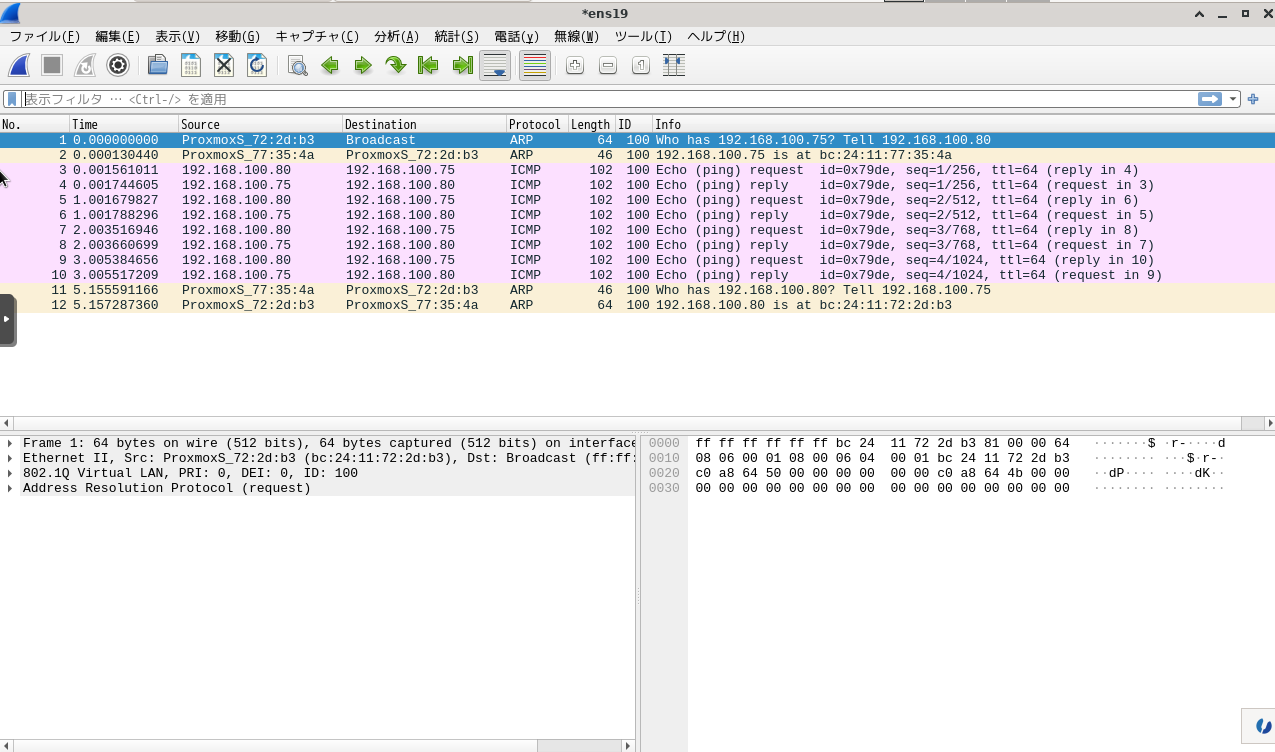 *ens19
ファイル(F) 編集(E) 表示(V) 移動(G) キャプチャ(C) 分析(A) 統計(S) 電話(y) 無線(W) ツール(T) ヘルプ(H)
表示フィルタ … <Ctrl-/> を適用
No. Time Source Destination Protocol Length ID Info
1 0.000000000 ProxmoxS_72:2d:b3 Broadcast ARP 64 100 Who has 192.168.100.75? Tell 192.168.100.80
2 0.000130440 ProxmoxS_77:35:4a ProxmoxS_72:2d:b3 ARP 46 100 192.168.100.75 is at bc:24:11:77:35:4a
3 0.001561011 192.168.100.80 192.168.100.75 ICMP 102 100 Echo (ping) request id=0x79de, seq=1/256, ttl=64 (reply in 4)
4 0.001744605 192.168.100.75 192.168.100.80 ICMP 102 100 Echo (ping) reply id=0x79de, seq=1/256, ttl=64 (request in 3)
5 1.001679827 192.168.100.80 192.168.100.75 ICMP 102 100 Echo (ping) request id=0x79de, seq=2/512, ttl=64 (reply in 6)
6 1.001788296 192.168.100.75 192.168.100.80 ICMP 102 100 Echo (ping) reply id=0x79de, seq=2/512, ttl=64 (request in 5)
7 2.003516946 192.168.100.80 192.168.100.75 ICMP 102 100 Echo (ping) request id=0x79de, seq=3/768, ttl=64 (reply in 8)
8 2.003660699 192.168.100.75 192.168.100.80 ICMP 102 100 Echo (ping) reply id=0x79de, seq=3/768, ttl=64 (request in 7)
9 3.005384656 192.168.100.80 192.168.100.75 ICMP 102 100 Echo (ping) request id=0x79de, seq=4/1024, ttl=64 (reply in 10)
10 3.005517209 192.168.100.75 192.168.100.80 ICMP 102 100 Echo (ping) reply id=0x79de, seq=4/1024, ttl=64 (request in 9)
11 5.155591166 ProxmoxS_77:35:4a ProxmoxS_72:2d:b3 ARP 46 100 Who has 192.168.100.80? Tell 192.168.100.75
12 5.157287360 ProxmoxS_72:2d:b3 ProxmoxS_77:35:4a ARP 64 100 192.168.100.80 is at bc:24:11:72:2d:b3
Frame 1: 64 bytes on wire (512 bits), 64 bytes captured (512 bits) on interface
Ethernet II, Src: ProxmoxS_72:2d:b3 (bc:24:11:72:2d:b3), Dst: Broadcast (ff:ff:
802.1Q Virtual LAN, PRI: 0, DEI: 0, ID: 100
Address Resolution Protocol (request)
0000 ff ff ff ff ff ff bc 24 11 72 2d b3 81 00 00 64 ·······$ ·r-····d
0010 08 06 00 01 08 00 06 04 00 01 bc 24 11 72 2d b3 ········ ···$·r-·
0020 c0 a8 64 50 00 00 00 00 00 00 c0 a8 64 4b 00 00 ··dP···· ····dK··
0030 00 00 00 00 00 00 00 00 00 00 00 00 00 00 00 00 ········ ········